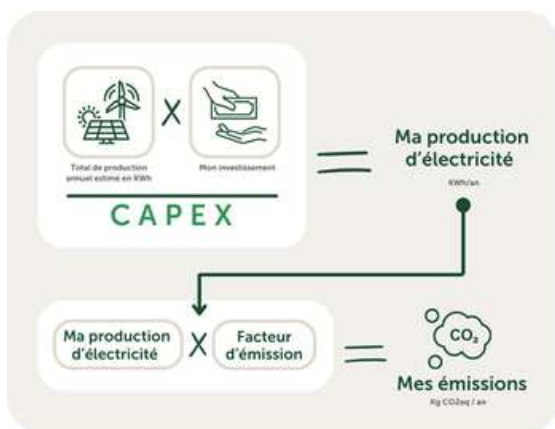 X
Total de production
annuel estimé en KWh
Mon investissement
CAPEX
=
Ma production
d'électricité
KWh/an
Ma production
d'électricité
X
Facteur
d'émission
=
CO₂
Mes émissions
Kg CO2eq / an